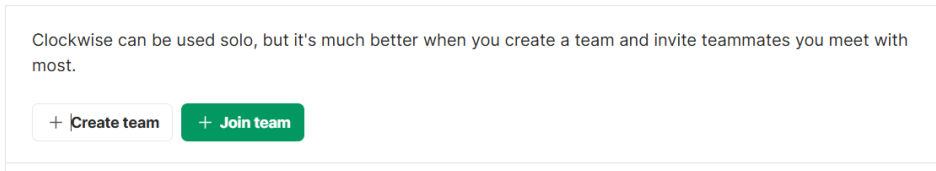 Clockwise can be used solo, but it's much better when you create a team and invite teammates you meet with
most.
+ Create team + Join team